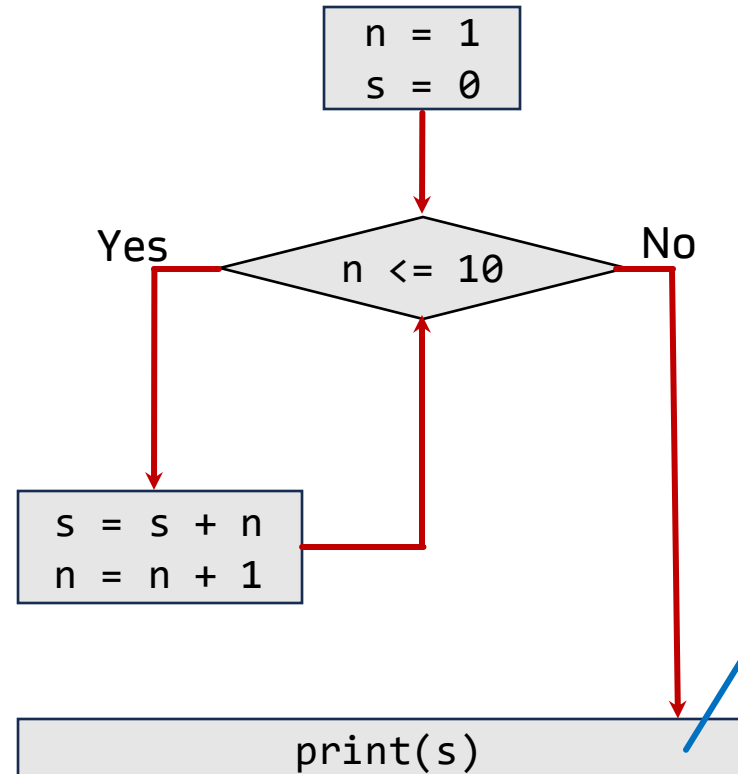 n = 1
s = 0
Yes
n <= 10
No
s = s + n
n = n + 1
print(s)